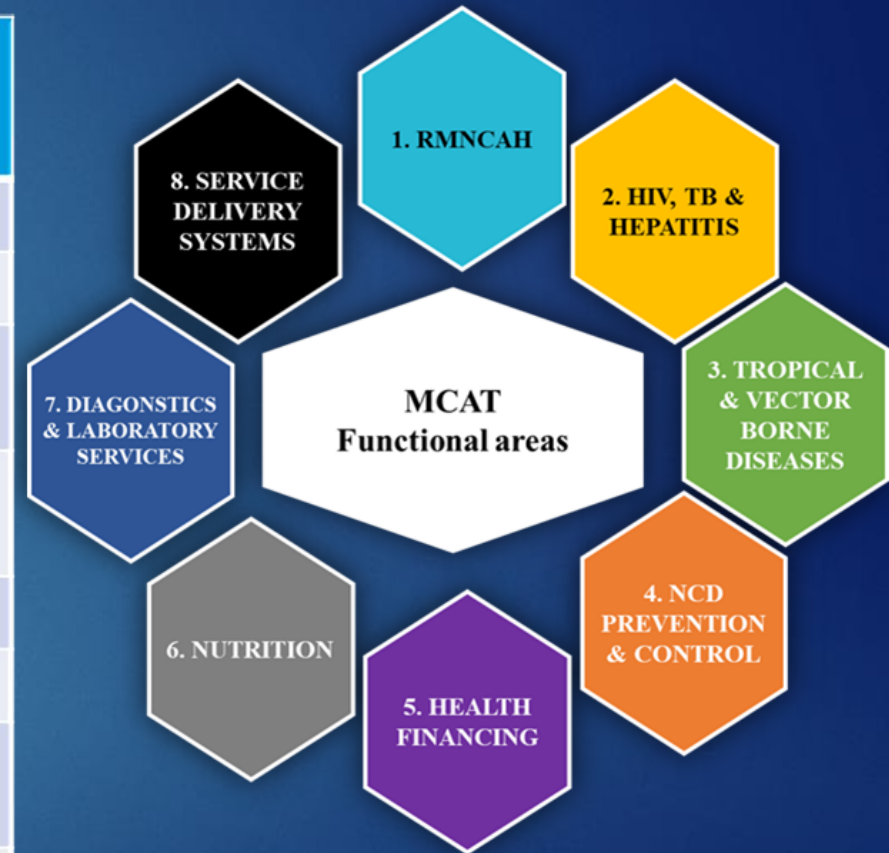 MCAT
Functional areas
1. RMNCAH
2. HIV, TB &
HEPATITIS
3. TROPICAL
& VECTOR
BORNE
DISEASES
4. NCD
PREVENTION
& CONTROL
5. HEALTH
FINANCING
6. NUTRITION
7. DIAGONSTICS
& LABORATORY
SERVICES
8. SERVICE
DELIVERY
SYSTEMS